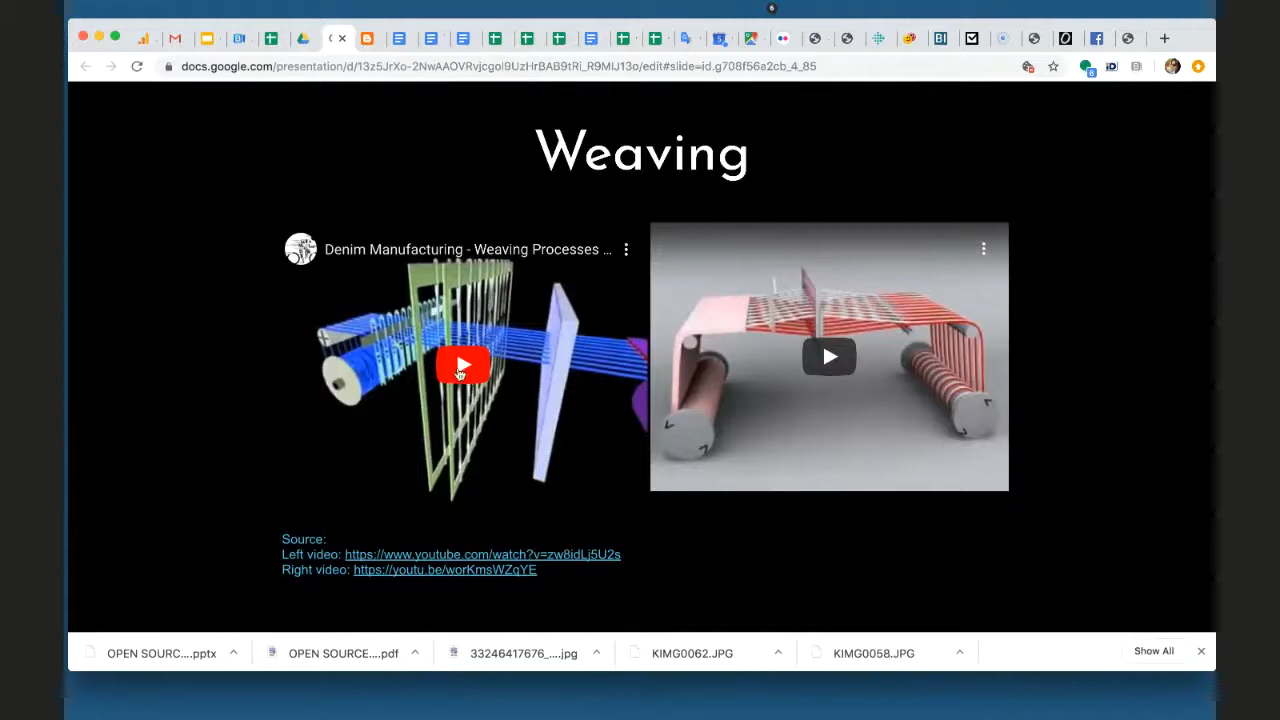 docs.google.com/presentation/d/13z5JrXo-2NwAAOVRvjcgoI9UzHrBAB9tRi_R9MIJ13o/edit#slide=id.g708f56a2cb_4_85
Weaving
Denim Manufacturing - Weaving Processes ...
Source:
Left video: https://www.youtube.com/watch?v=zw8idLj5U2s
Right video: https://youtu.be/worKmsWZqYE
OPEN SOURC....pptx
OPEN SOURCE....pdf
33246417676_....jpg
KIMG0062.JPG
KIMG0058.JPG
Show All